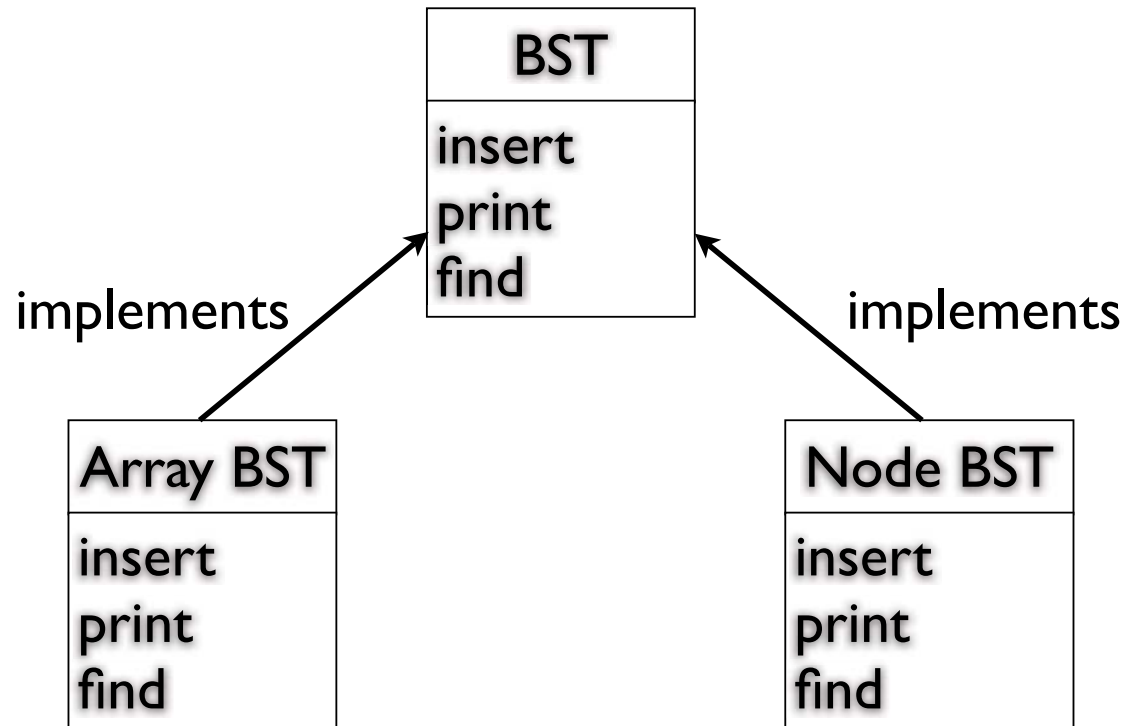 BST
insert
print
find
implements
implements
Array BST
insert
print
find
Node BST
insert
print
find